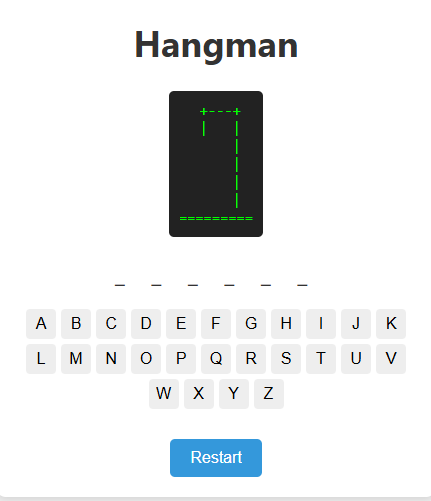 Hangman
+---+
|   |
    |
    |
    |
    |
=========
_ _ _ _ _ _
A B C D E F G H I J K
L M N O P Q R S T U V
W X Y Z
Restart